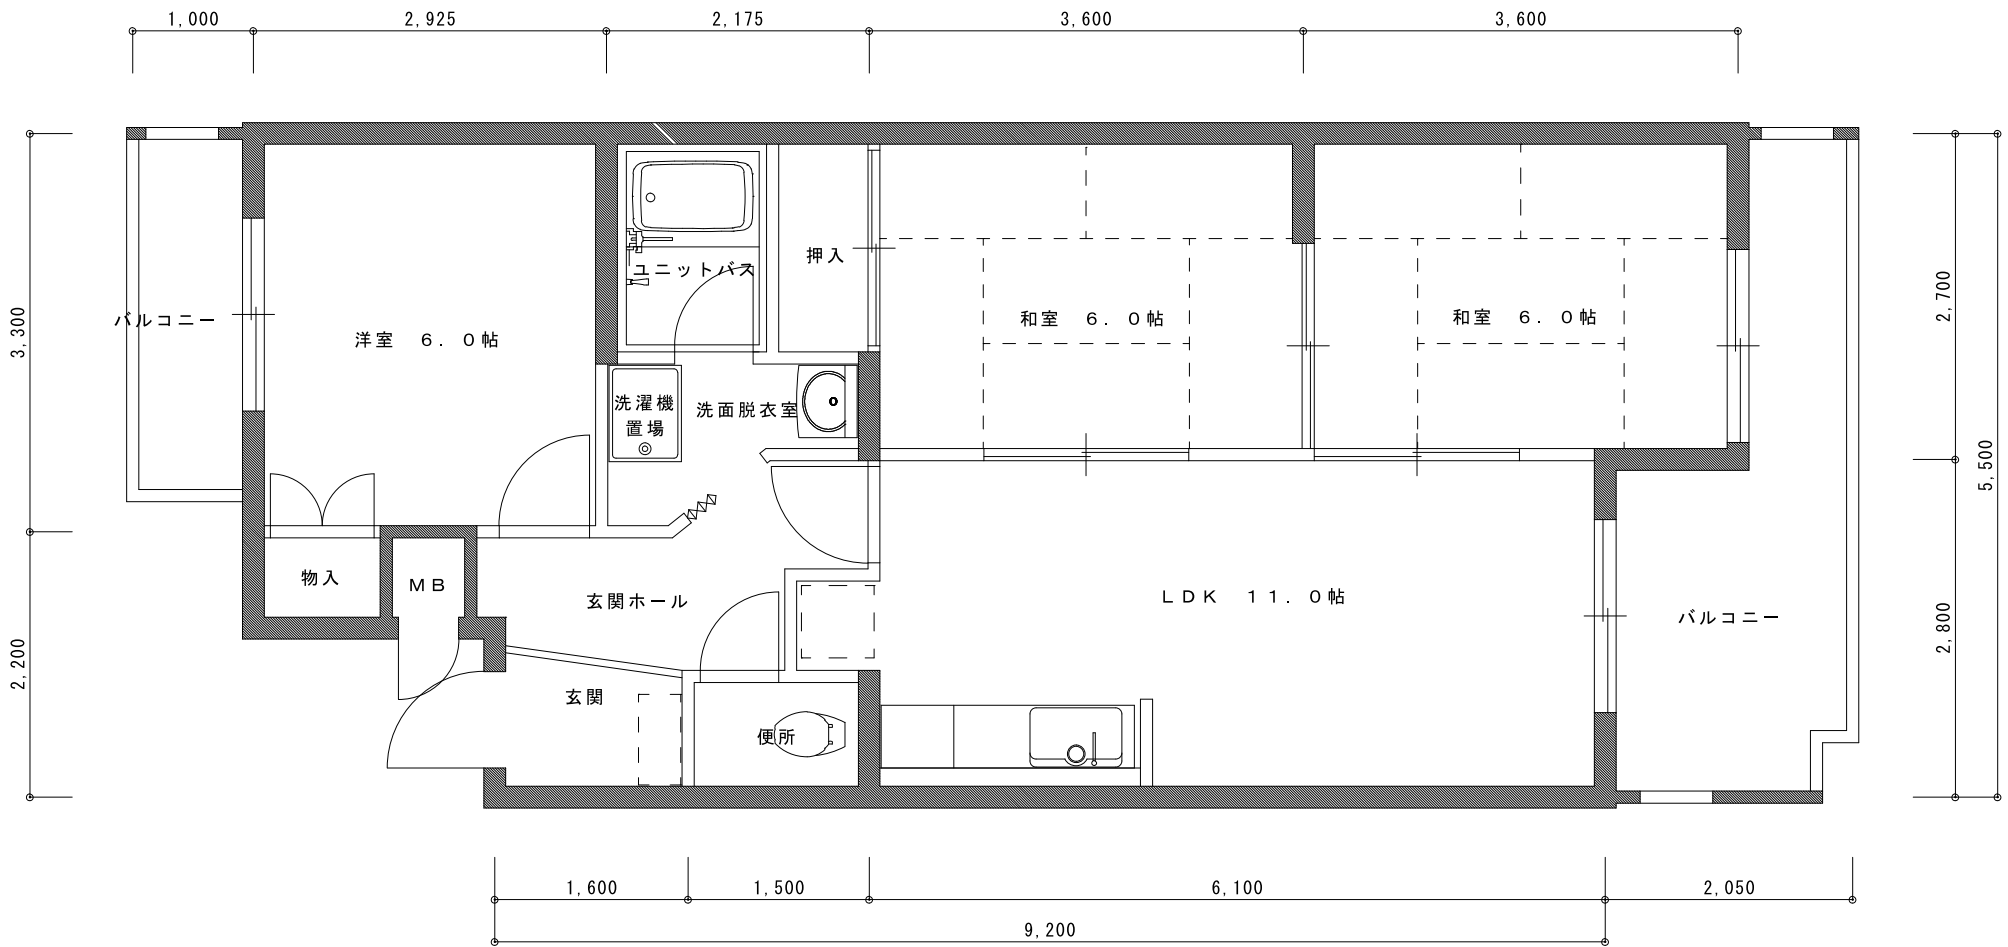 1,000
2,925
2,175
3,600
3,600
3,300
2,200
2,700
2,800
5,500
バルコニー
洋室　６．０帖
ユニットバス
押入
和室　６．０帖
和室　６．０帖
洗濯機
置場
洗面脱衣室
物入
ＭＢ
玄関ホール
ＬＤＫ　１１．０帖
バルコニー
玄関
便所
1,600
1,500
6,100
2,050
9,200